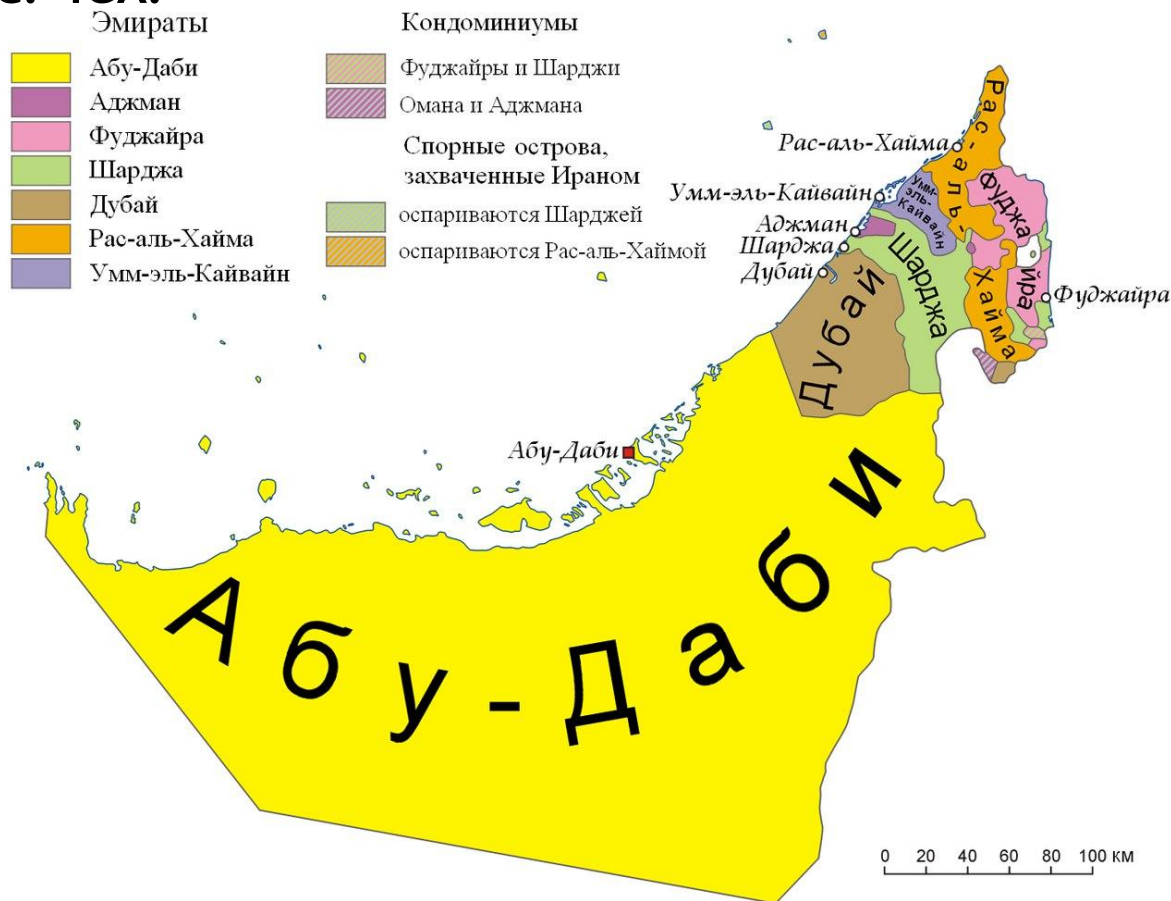 Эмираты
Абу-Даби
Аджман
Фуджайра
Шарджа
Дубай
Рас-аль-Хайма
Умм-эль-Кайвайн
Кондоминиумы
Фуджайры и Шарджи
Омана и Аджмана
Спорные острова,
захваченные Ираном
оспариваются Шарджей
оспариваются Рас-аль-Хаймой
Рас-аль-Хайма
Умм-эль-Кайвайн
Аджман
Шарджа
Дубай
Фуджайра
Абу-Даби
Рас-аль-Хайма
Умм-
эль-
Кайвайн
Фуджа
йра
Шарджа
Дубай
Абу-Даби
0 20 40 60 80 100 км